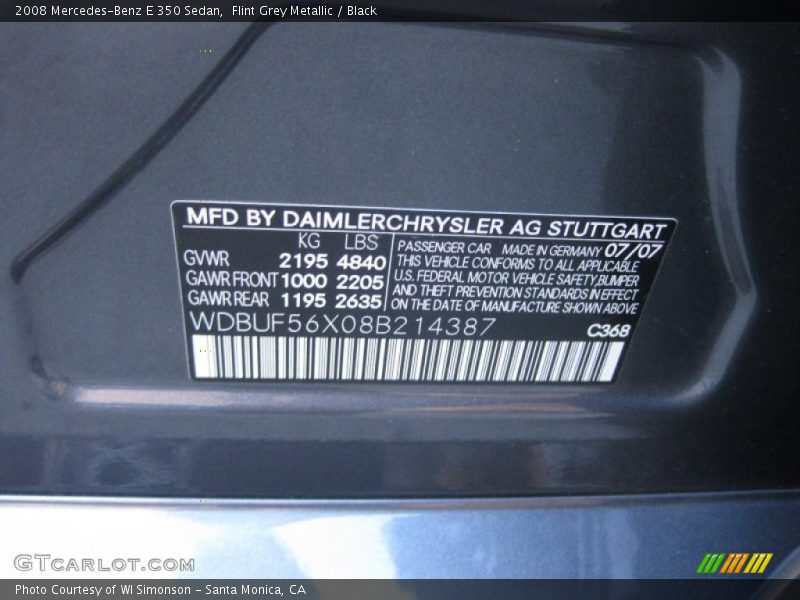 2008 Mercedes-Benz E 350 Sedan, Flint Grey Metallic / Black
MFD BY DAIMLERCHRYSLER AG STUTTGART
KG LBS
GVWR 2195 4840
GAWR FRONT 1000 2205
GAWR REAR 1195 2635
PASSENGER CAR MADE IN GERMANY 07/07
THIS VEHICLE CONFORMS TO ALL APPLICABLE
U.S. FEDERAL MOTOR VEHICLE SAFETY, BUMPER
AND THEFT PREVENTION STANDARDS IN EFFECT
ON THE DATE OF MANUFACTURE SHOWN ABOVE
WDBUF56X08B214387
C368
GTCARLOT.COM
Photo Courtesy of WI Simonson - Santa Monica, CA